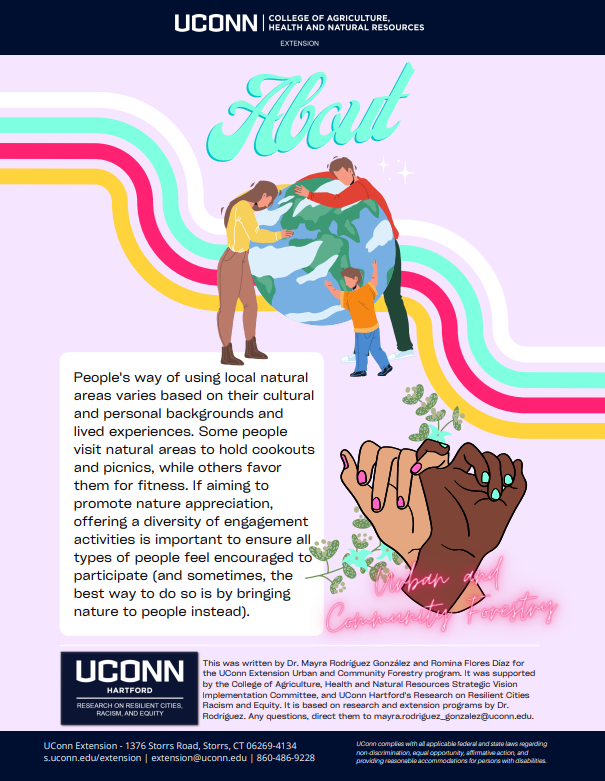 UCONN
COLLEGE OF AGRICULTURE,
HEALTH AND NATURAL RESOURCES
EXTENSION
About
People's way of using local natural
areas varies based on their cultural
and personal backgrounds and
lived experiences. Some people
visit natural areas to hold cookouts
and picnics, while others favor
them for fitness. If aiming to
promote nature appreciation,
offering a diversity of engagement
activities is important to ensure all
types of people feel encouraged to
participate (and sometimes, the
best way to do so is by bringing
nature to people instead).
Urban and
Community Forestry
UCONN
HARTFORD
RESEARCH ON RESILIENT CITIES,
RACISM, AND EQUITY
This was written by Dr. Mayra Rodríguez González and Romina Flores Díaz for
the UConn Extension Urban and Community Forestry program. It was supported
by the College of Agriculture, Health and Natural Resources Strategic Vision
Implementation Committee, and UConn Hartford's Research on Resilient Cities
Racism and Equity. It is based on research and extension programs by Dr.
Rodríguez. Any questions, direct them to mayra.rodriguez_gonzalez@uconn.edu.
UConn Extension - 1376 Storrs Road, Storrs, CT 06269-4134
s.uconn.edu/extension | extension@uconn.edu | 860-486-9228
UConn complies with all applicable federal and state laws regarding
non-discrimination, equal opportunity, affirmative action, and
providing reasonable accommodations for persons with disabilities.